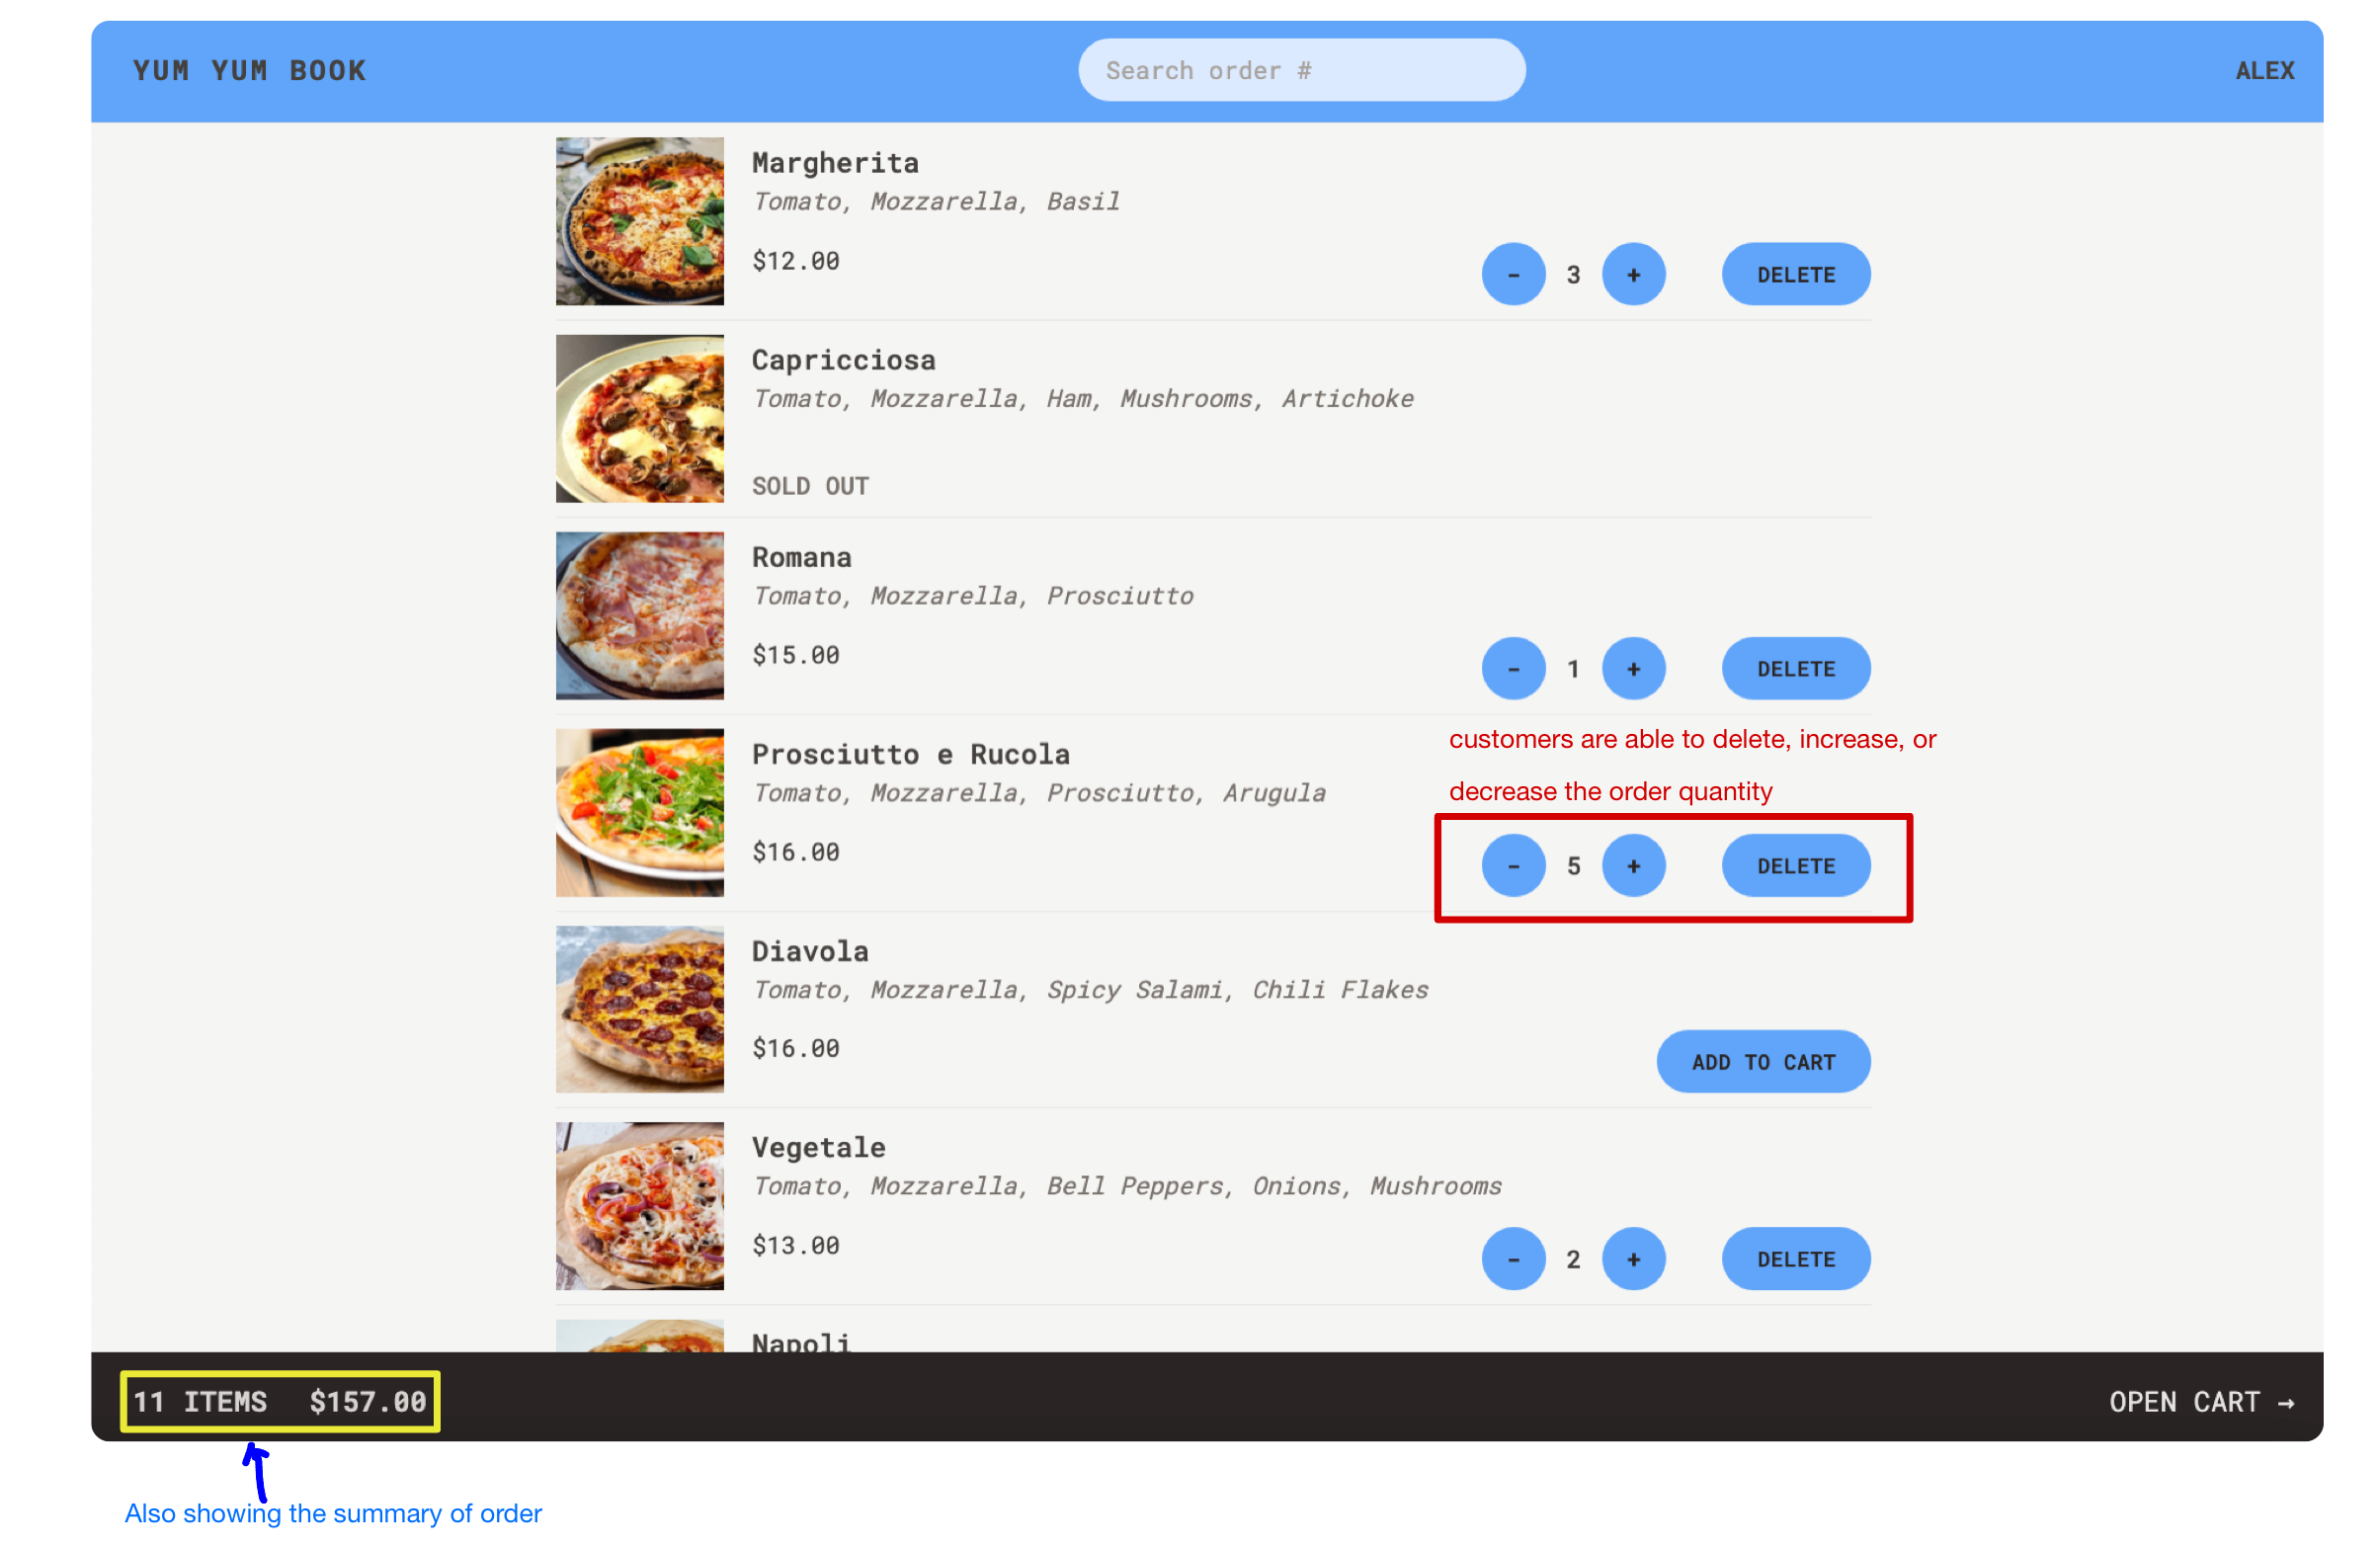 YUM YUM BOOK
Search order #
ALEX
Margherita
Tomato, Mozzarella, Basil
$12.00
- 3 + DELETE
Capricciosa
Tomato, Mozzarella, Ham, Mushrooms, Artichoke
SOLD OUT
Romana
Tomato, Mozzarella, Prosciutto
$15.00
- 1 + DELETE
customers are able to delete, increase, or
decrease the order quantity
Prosciutto e Rucola
Tomato, Mozzarella, Prosciutto, Arugula
$16.00
- 5 + DELETE
Diavola
Tomato, Mozzarella, Spicy Salami, Chili Flakes
$16.00
ADD TO CART
Vegetale
Tomato, Mozzarella, Bell Peppers, Onions, Mushrooms
$13.00
- 2 + DELETE
Napoli
11 ITEMS $157.00
OPEN CART →
Also showing the summary of order